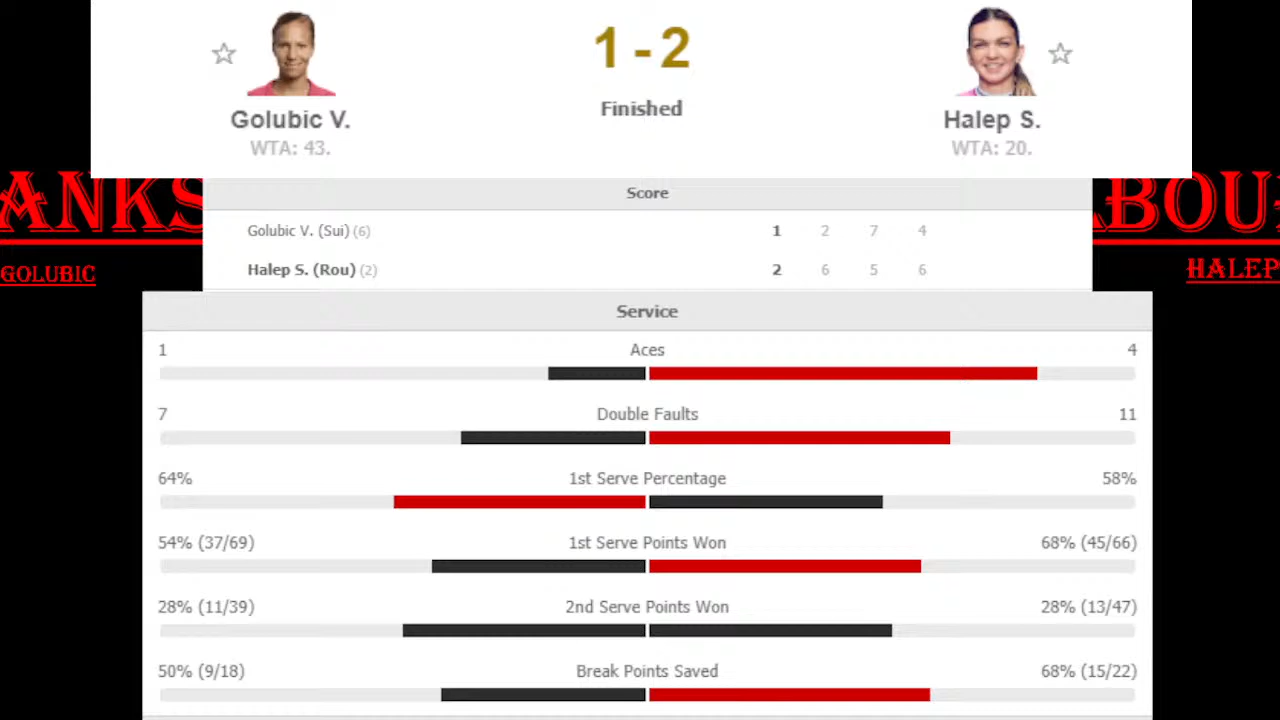 1 - 2
Finished
Golubic V.
Halep S.
WTA: 43.
WTA: 20.
ANKS
ABOU
GOLUBIC
HALEP
Score
Golubic V. (Sui) (6) 1 2 7 4
Halep S. (Rou) (2) 2 6 5 6
Service
1 Aces 4
7 Double Faults 11
64% 1st Serve Percentage 58%
54% (37/69) 1st Serve Points Won 68% (45/66)
28% (11/39) 2nd Serve Points Won 28% (13/47)
50% (9/18) Break Points Saved 68% (15/22)